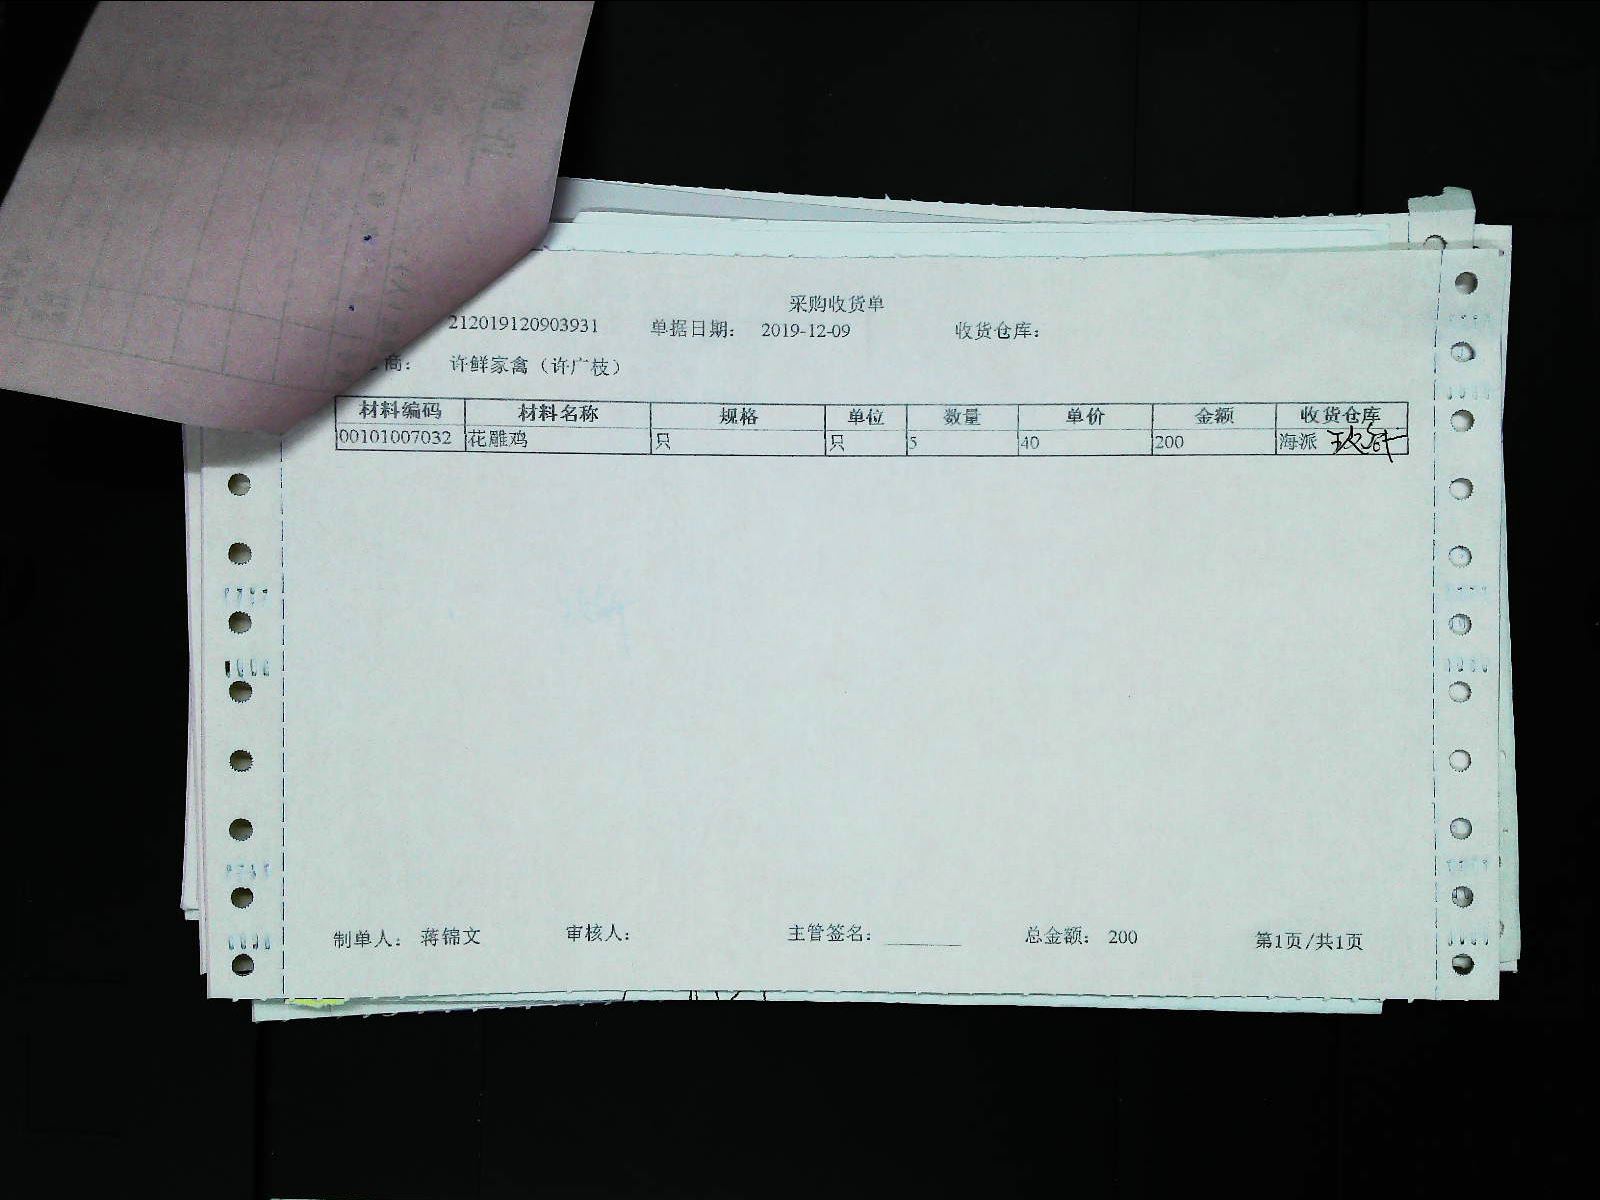 采购收货单
212019120903931 单据日期： 2019-12-09 收货仓库：
商： 许鲜家禽（许广枝）
材料编码 材料名称 规格 单位 数量 单价 金额 收货仓库
00101007032 花雕鸡 只 只 5 40 200 海派
制单人： 蒋锦文 审核人： 主管签名： 总金额： 200 第1页/共1页